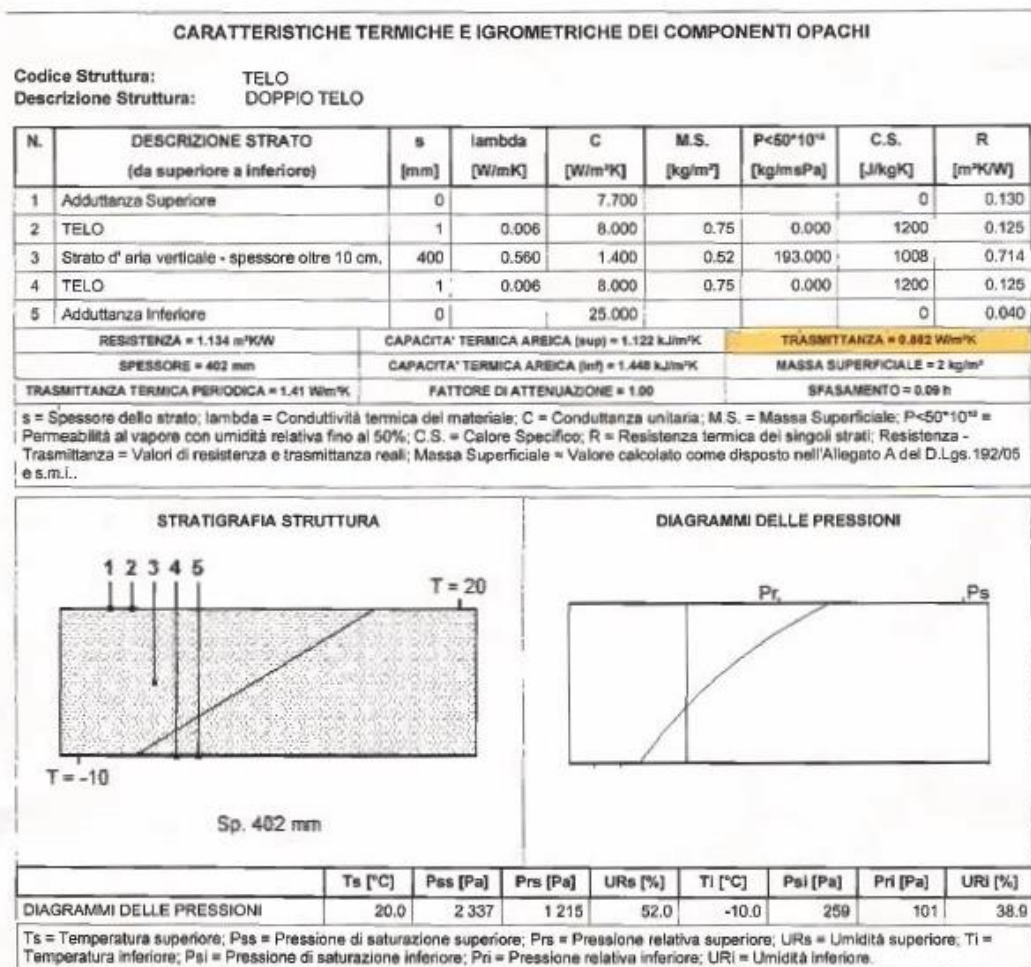 CARATTERISTICHE TERMICHE E IGROMETRICHE DEI COMPONENTI OPACHI
Codice Struttura: TELO
Descrizione Struttura: DOPPIO TELO
N. DESCRIZIONE STRATO s lambda C M.S. P<50*10¹² C.S. R
(da superiore a inferiore) [mm] [W/mK] [W/m²K] [kg/m²] [kg/msPa] [J/kgK] [m²K/W]
1 Adduttanza Superiore 0 7.700 0 0.130
2 TELO 1 0.006 8.000 0.75 0.000 1200 0.125
3 Strato d' aria verticale - spessore oltre 10 cm. 400 0.560 1.400 0.52 193.000 1008 0.714
4 TELO 1 0.006 8.000 0.75 0.000 1200 0.125
5 Adduttanza Inferiore 0 25.000 0 0.040
RESISTENZA = 1.134 m²K/W CAPACITA' TERMICA AREICA (sup) = 1.122 kJ/m²K TRASMITTANZA = 0.882 W/m²K
SPESSORE = 402 mm CAPACITA' TERMICA AREICA (inf) = 1.448 kJ/m²K MASSA SUPERFICIALE = 2 kg/m²
TRASMITTANZA TERMICA PERIODICA = 1.41 W/m²K FATTORE DI ATTENUAZIONE = 1.00 SFASAMENTO = 0.09 h
s = Spessore dello strato; lambda = Conduttività termica del materiale; C = Conduttanza unitaria; M.S. = Massa Superficiale; P<50*10¹² =
Permeabilità al vapore con umidità relativa fino al 50%; C.S. = Calore Specifico; R = Resistenza termica dei singoli strati; Resistenza -
Trasmittanza = Valori di resistenza e trasmittanza reali; Massa Superficiale = Valore calcolato come disposto nell'Allegato A del D.Lgs.192/05
e s.m.i..
STRATIGRAFIA STRUTTURA DIAGRAMMI DELLE PRESSIONI
1 2 3 4 5
T = 20
Pr Ps
T = -10
Sp. 402 mm
Ts [°C] Pss [Pa] Prs [Pa] URs [%] Ti [°C] Psi [Pa] Pri [Pa] URi [%]
DIAGRAMMI DELLE PRESSIONI 20.0 2 337 1 215 52.0 -10.0 259 101 38.9
Ts = Temperatura superiore; Pss = Pressione di saturazione superiore; Prs = Pressione relativa superiore; URs = Umidità superiore; Ti =
Temperatura inferiore; Psi = Pressione di saturazione inferiore; Pri = Pressione relativa inferiore; URi = Umidità inferiore.